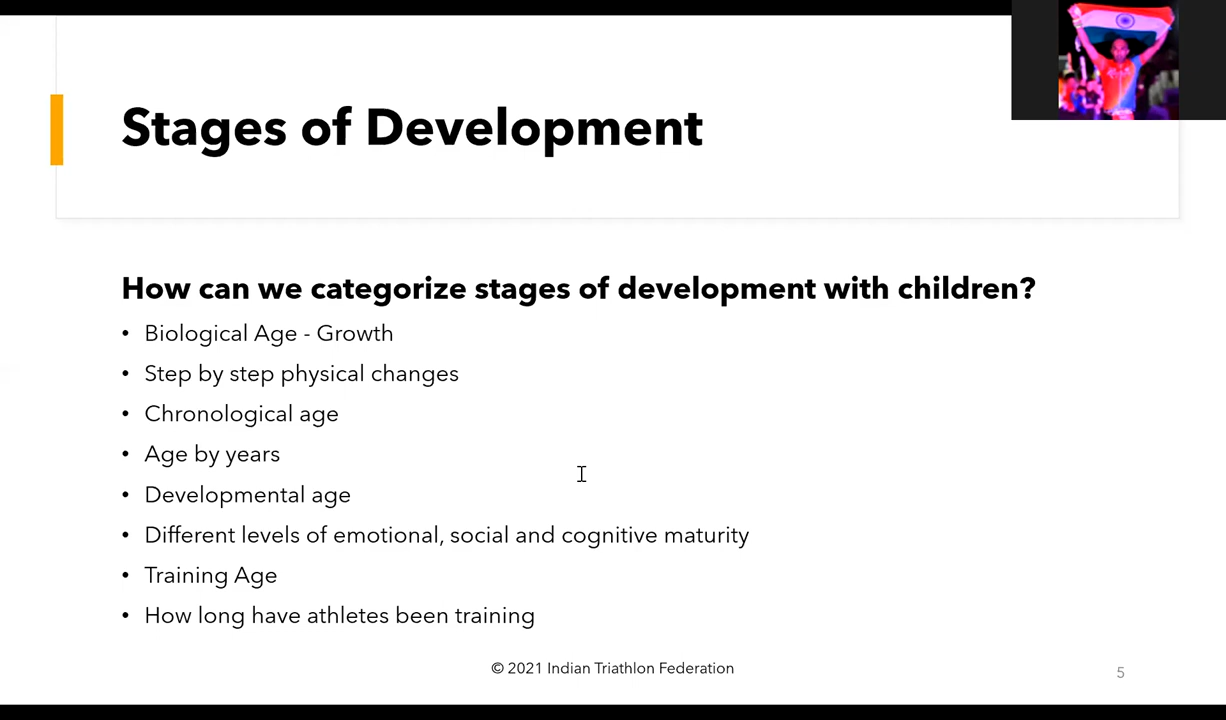 Stages of Development
How can we categorize stages of development with children?
• Biological Age - Growth
• Step by step physical changes
• Chronological age
• Age by years
• Developmental age
• Different levels of emotional, social and cognitive maturity
• Training Age
• How long have athletes been training
© 2021 Indian Triathlon Federation
5